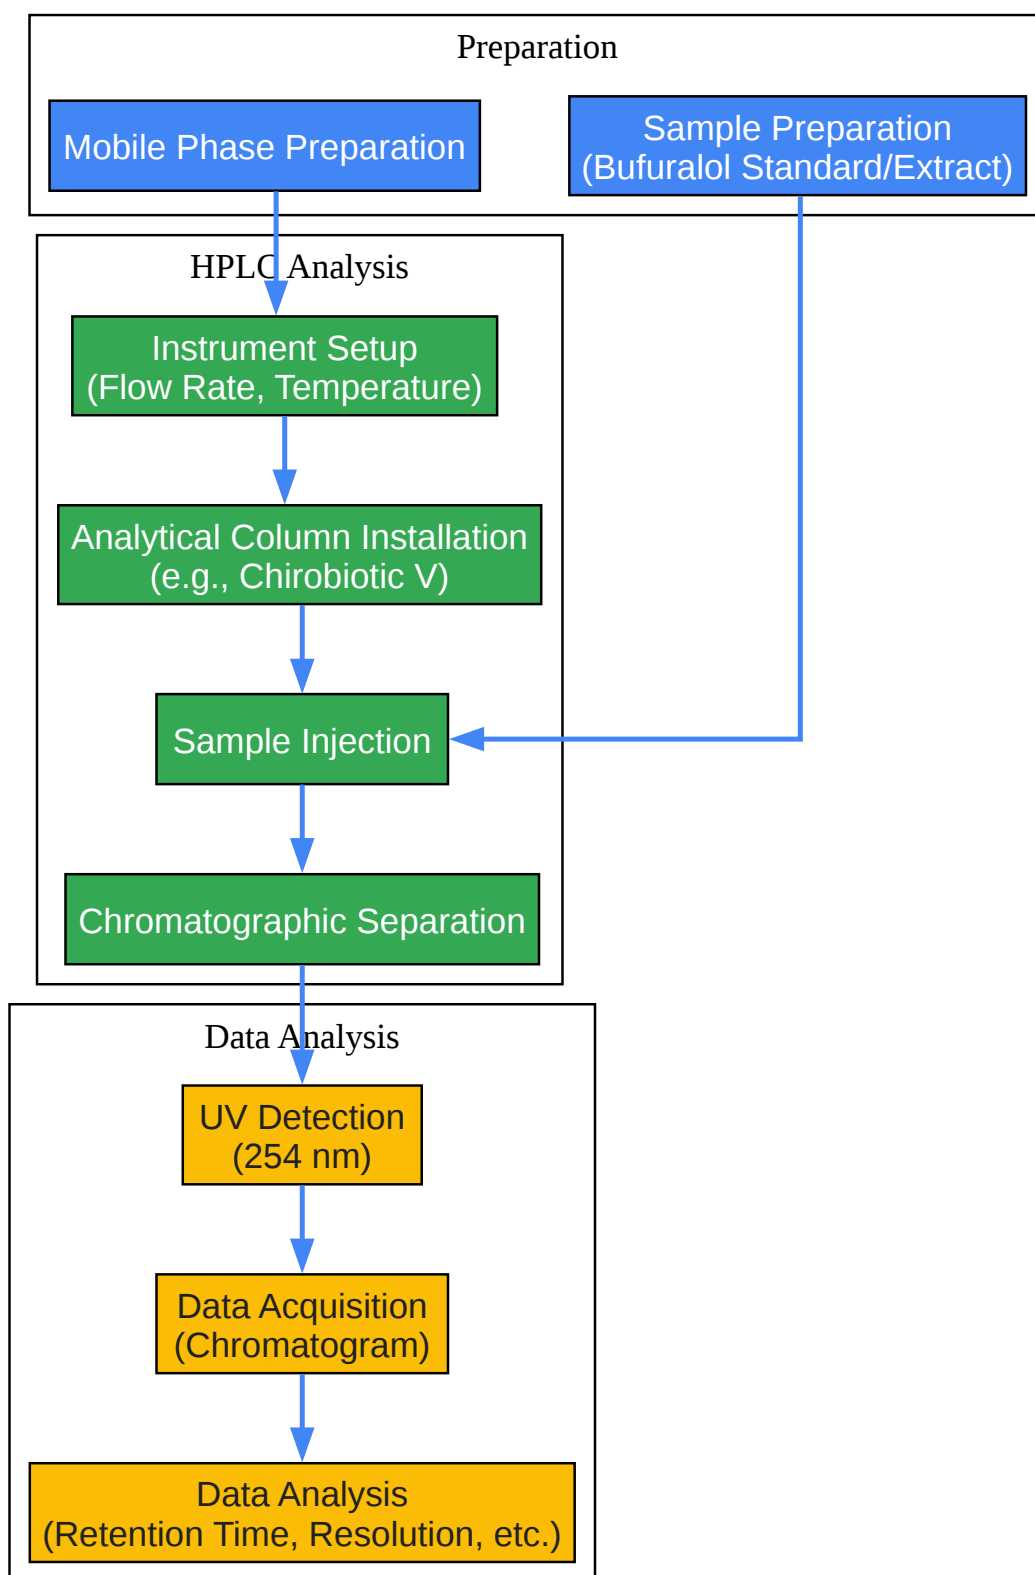 Preparation
Mobile Phase Preparation
Sample Preparation
(Bufuralol Standard/Extract)
HPLC Analysis
Instrument Setup
(Flow Rate, Temperature)
Analytical Column Installation
(e.g., Chirobiotic V)
Sample Injection
Chromatographic Separation
Data Analysis
UV Detection
(254 nm)
Data Acquisition
(Chromatogram)
Data Analysis
(Retention Time, Resolution, etc.)